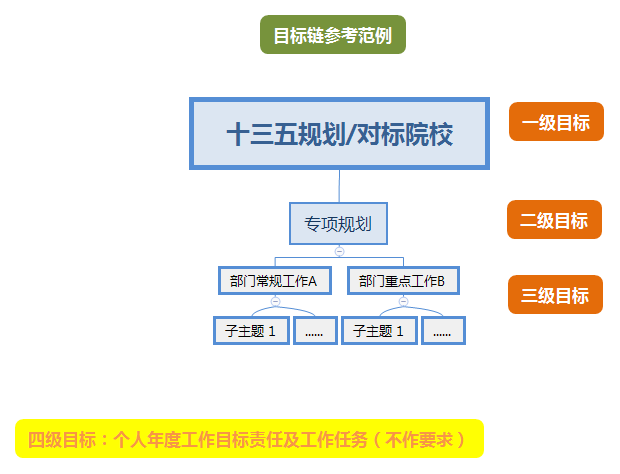 目标链参考范例
十三五规划/对标院校
一级目标
专项规划
二级目标
部门常规工作A
部门重点工作B
三级目标
子主题 1
......
子主题 1
......
四级目标：个人年度工作目标责任及工作任务（不作要求）